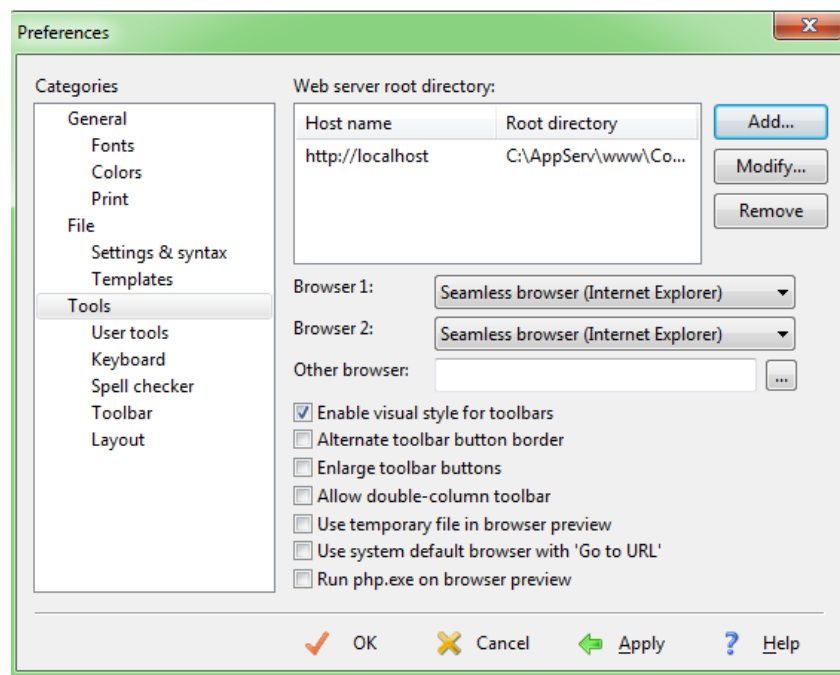 Preferences
Categories
General
Fonts
Colors
Print
File
Settings & syntax
Templates
Tools
User tools
Keyboard
Spell checker
Toolbar
Layout
Web server root directory:
Host name Root directory
http://localhost C:\AppServ\www\Co...
Add...
Modify...
Remove
Browser 1: Seamless browser (Internet Explorer)
Browser 2: Seamless browser (Internet Explorer)
Other browser: ...
Enable visual style for toolbars
Alternate toolbar button border
Enlarge toolbar buttons
Allow double-column toolbar
Use temporary file in browser preview
Use system default browser with 'Go to URL'
Run php.exe on browser preview
OK Cancel Apply Help